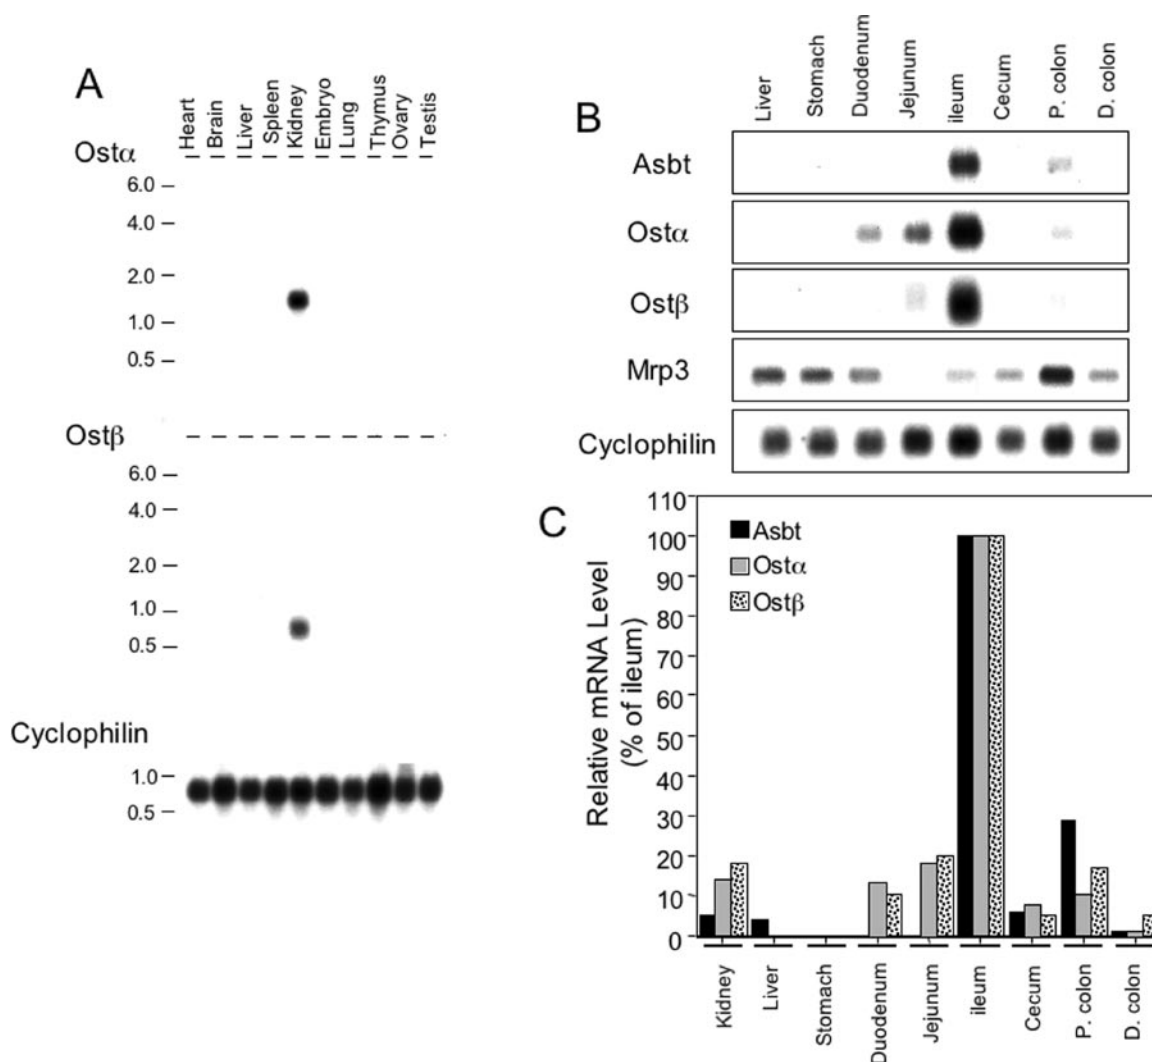 A
Heart
Brain
Liver
Spleen
Kidney
Embryo
Lung
Thymus
Ovary
Testis
Ostα
6.0
4.0
2.0
1.0
0.5
Ostβ
6.0
4.0
2.0
1.0
0.5
Cyclophilin
1.0
0.5
B
Liver
Stomach
Duodenum
Jejunum
ileum
Cecum
P. colon
D. colon
Asbt
Ostα
Ostβ
Mrp3
Cyclophilin
C
Relative mRNA Level
(% of ileum)
110
100
90
80
70
60
50
40
30
20
10
0
Asbt
Ostα
Ostβ
Kidney
Liver
Stomach
Duodenum
Jejunum
ileum
Cecum
P. colon
D. colon